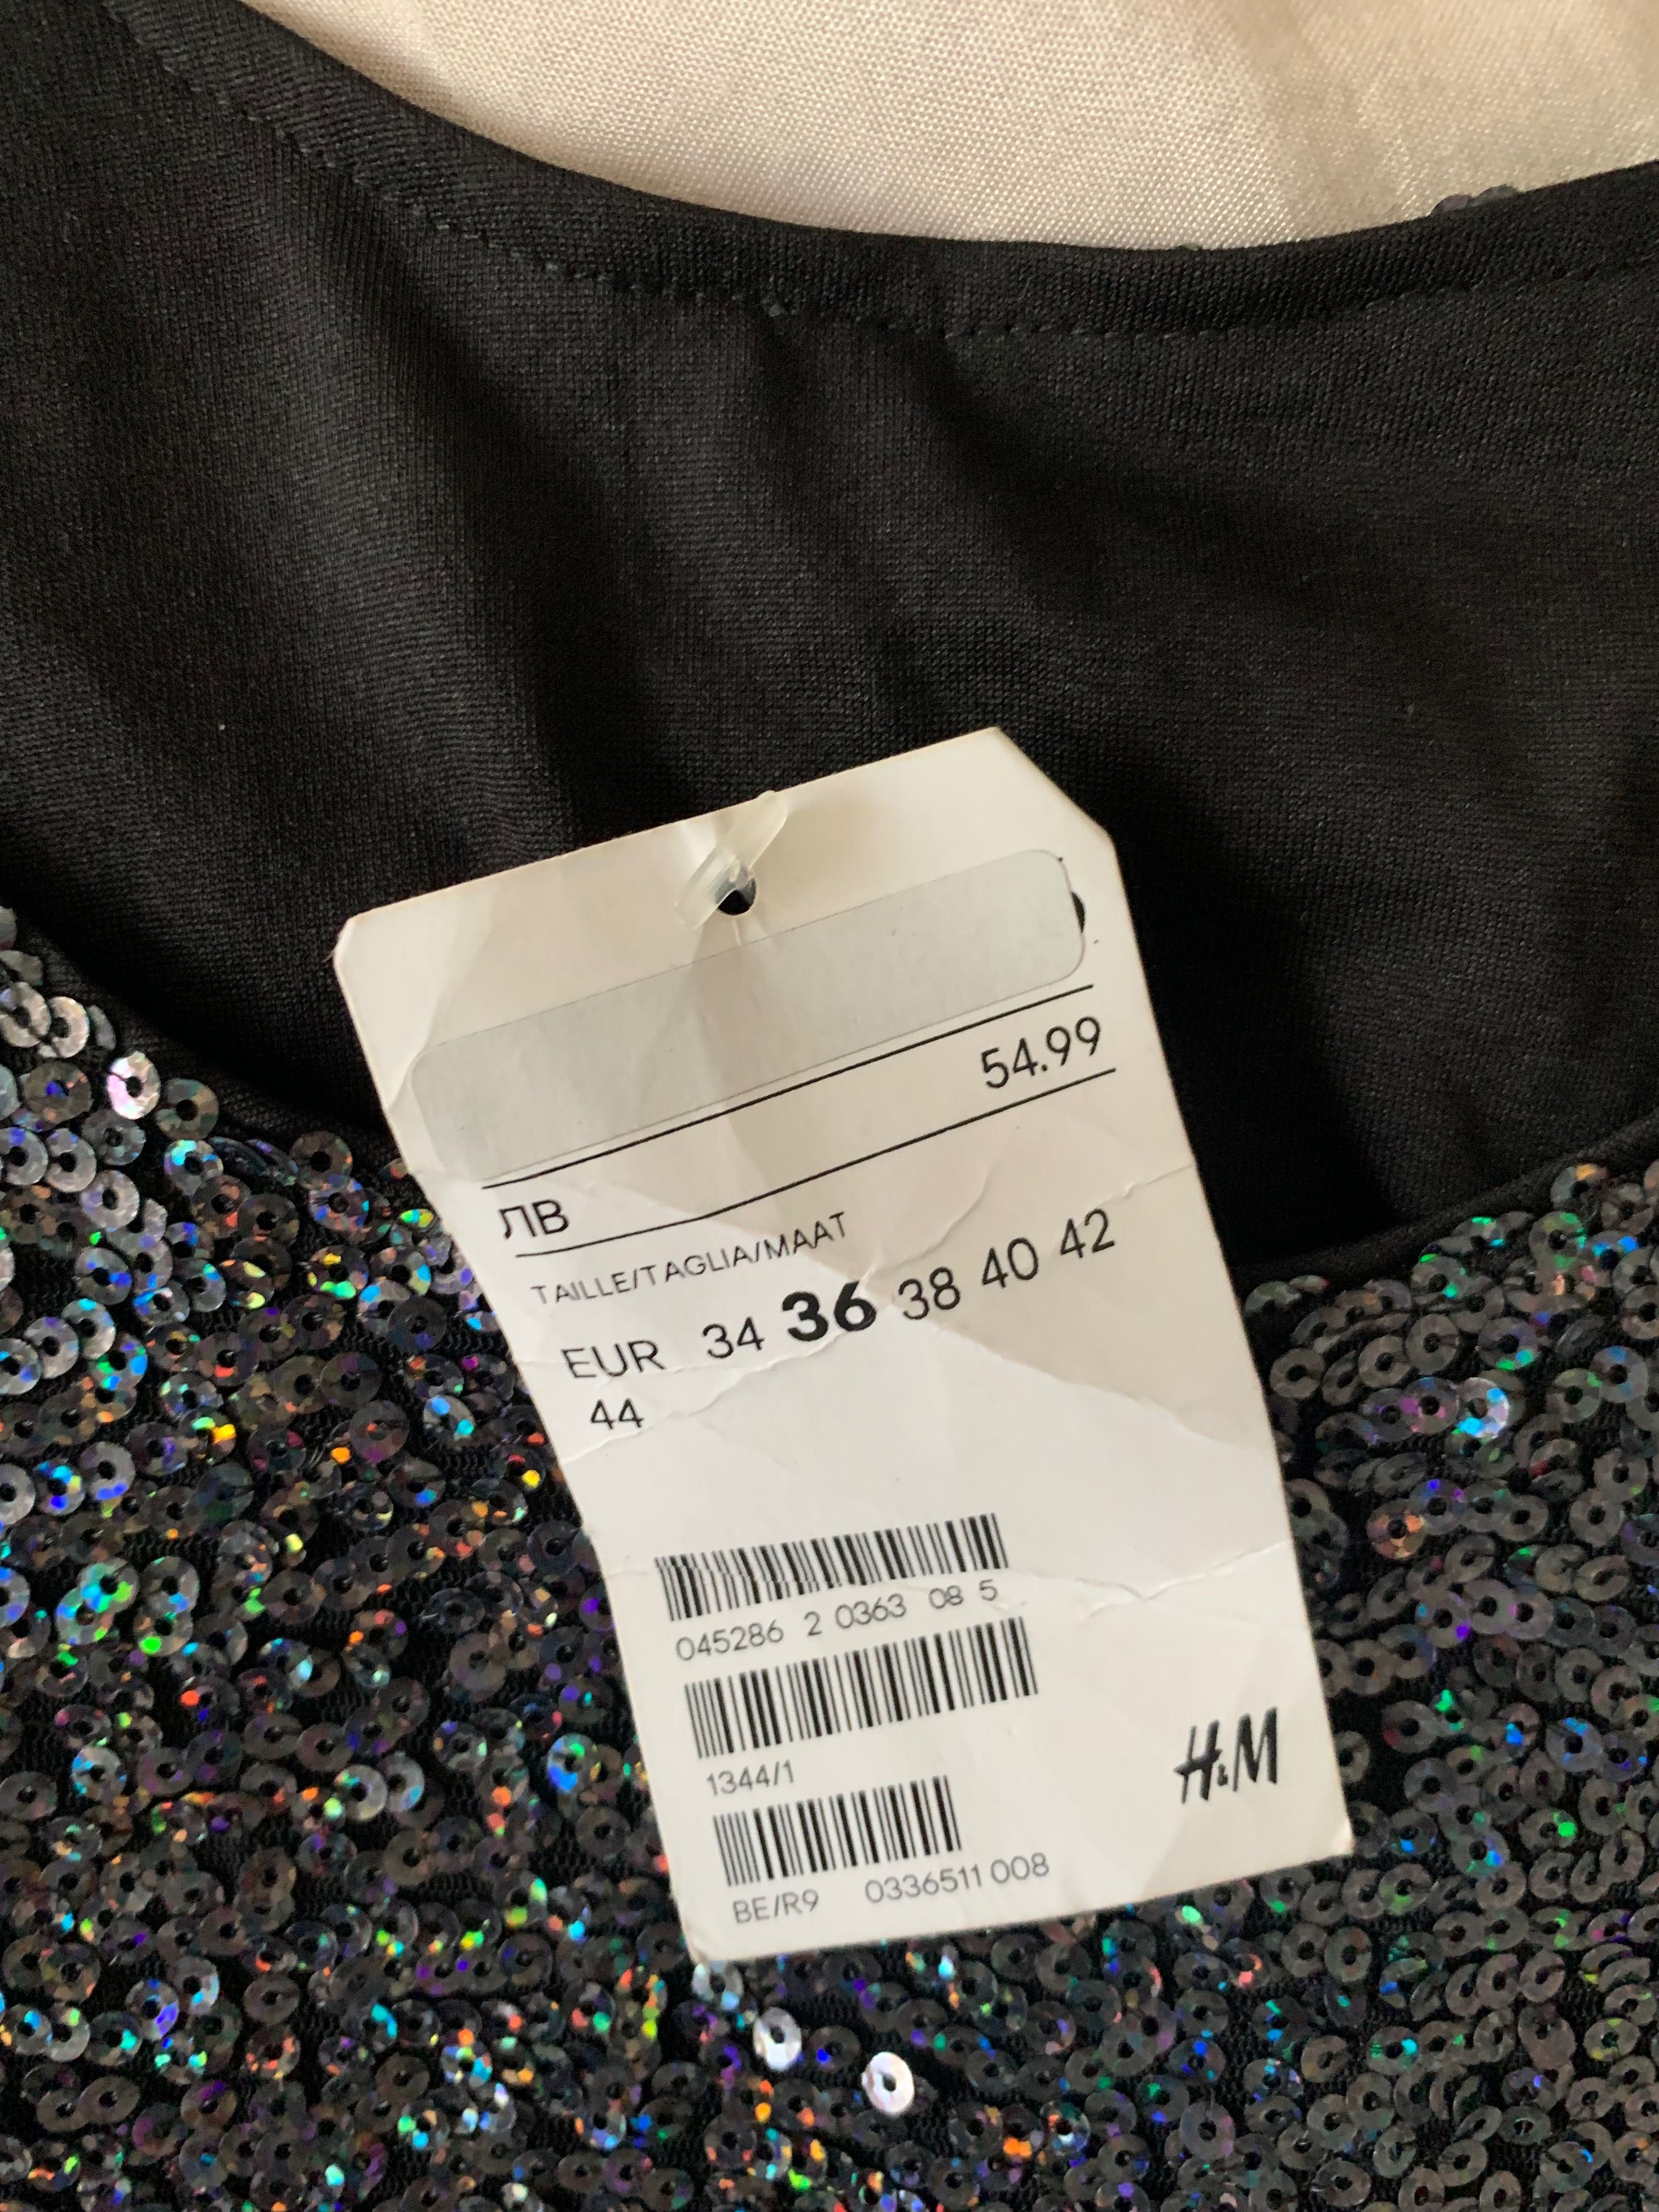 54.99
ЛВ
TAILLE/TAGLIA/MAAT
EUR 34 36 38 40 42
44
045286 2 0363 08 5
1344/1
H&M
BE/R9 0336511 008